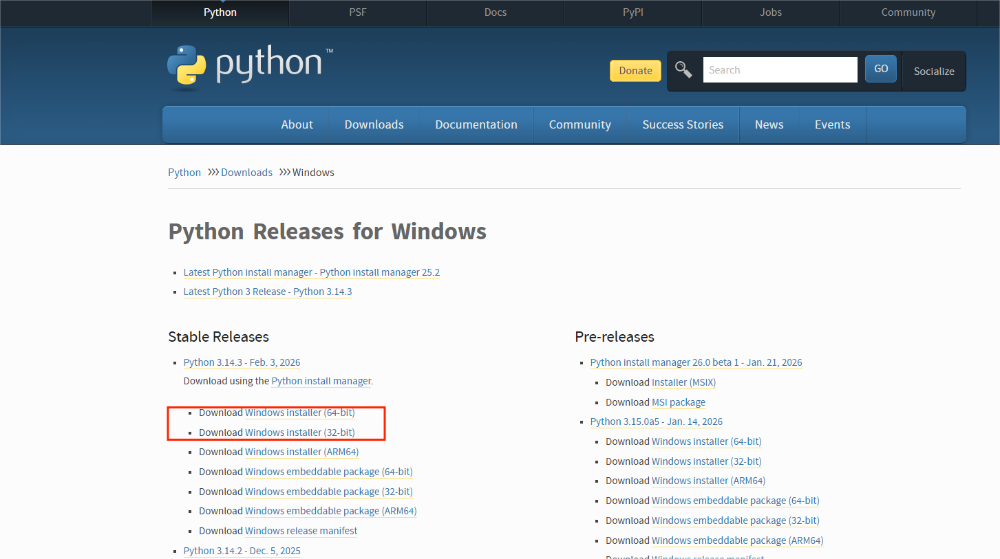 Python PSF Docs PyPI Jobs Community
python™
Donate Search GO Socialize
About Downloads Documentation Community Success Stories News Events
Python >>> Downloads >>> Windows
Python Releases for Windows
Latest Python install manager - Python install manager 25.2
Latest Python 3 Release - Python 3.14.3
Stable Releases
Python 3.14.3 - Feb. 3, 2026
Download using the Python install manager.
Download Windows installer (64-bit)
Download Windows installer (32-bit)
Download Windows installer (ARM64)
Download Windows embeddable package (64-bit)
Download Windows embeddable package (32-bit)
Download Windows embeddable package (ARM64)
Download Windows release manifest
Python 3.14.2 - Dec. 5, 2025
Pre-releases
Python install manager 26.0 beta 1 - Jan. 21, 2026
Download Installer (MSIX)
Download MSI package
Python 3.15.0a5 - Jan. 14, 2026
Download Windows installer (64-bit)
Download Windows installer (32-bit)
Download Windows installer (ARM64)
Download Windows embeddable package (64-bit)
Download Windows embeddable package (32-bit)
Download Windows embeddable package (ARM64)
Download Windows release manifest